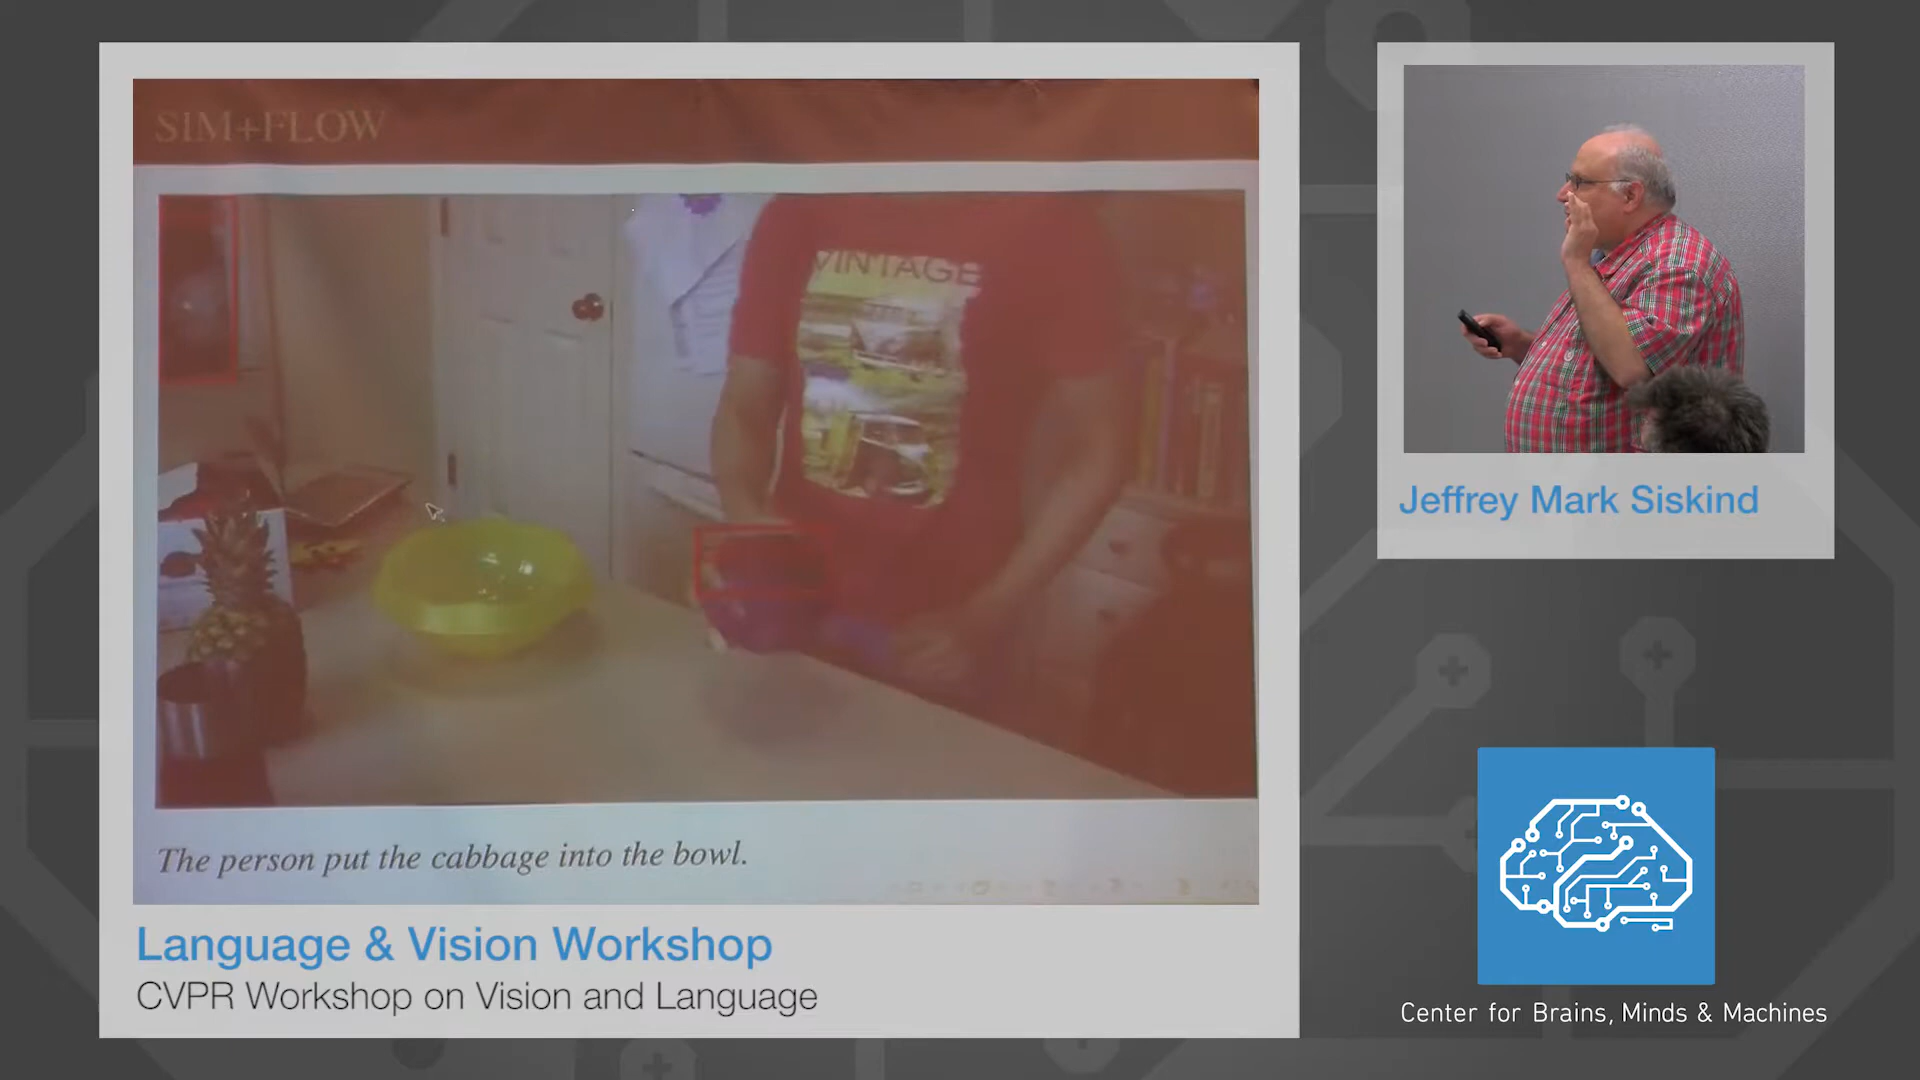 SIM+FLOW
VINTAGE
The person put the cabbage into the bowl.
Language & Vision Workshop
CVPR Workshop on Vision and Language
Jeffrey Mark Siskind
Center for Brains, Minds & Machines